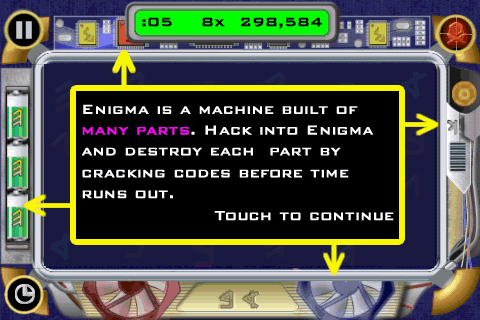 :05 8x 298,584
Enigma is a machine built of
many parts. Hack into Enigma
and destroy each part by
cracking codes before time
runs out.
Touch to continue